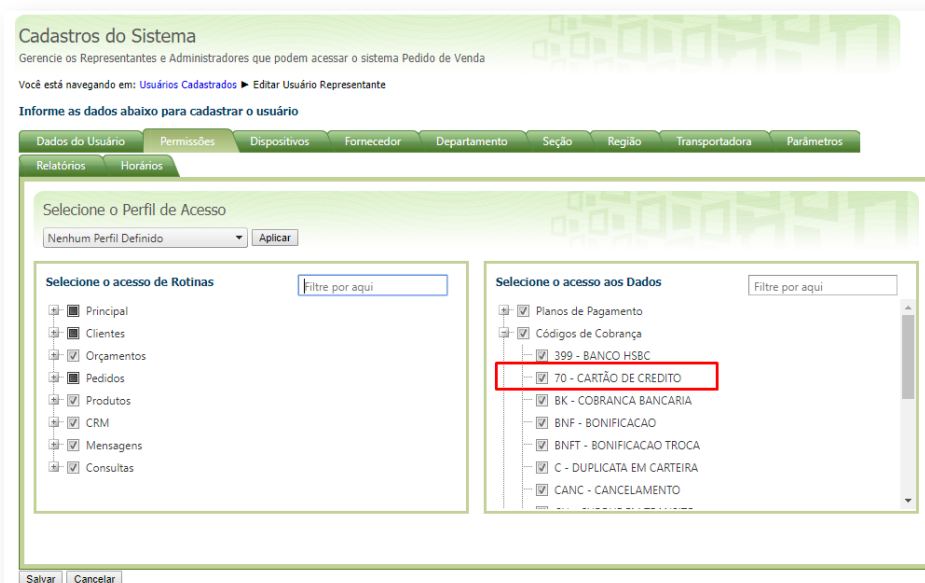 Cadastros do Sistema
Gerencie os Representantes e Administradores que podem acessar o sistema Pedido de Venda
Você está navegando em: Usuários Cadastrados ► Editar Usuário Representante
Informe as dados abaixo para cadastrar o usuário
Dados do Usuário Permissões Dispositivos Fornecedor Departamento Seção Região Transportadora Parâmetros
Relatórios Horários
Selecione o Perfil de Acesso
Nenhum Perfil Definido Aplicar
Selecione o acesso de Rotinas Filtre por aqui
Principal
Clientes
Orçamentos
Pedidos
Produtos
CRM
Mensagens
Consultas
Selecione o acesso aos Dados Filtre por aqui
Planos de Pagamento
Códigos de Cobrança
399 - BANCO HSBC
70 - CARTÃO DE CREDITO
BK - COBRANCA BANCARIA
BNF - BONIFICACAO
BNFT - BONIFICACAO TROCA
C - DUPLICATA EM CARTEIRA
CANC - CANCELAMENTO
Salvar Cancelar